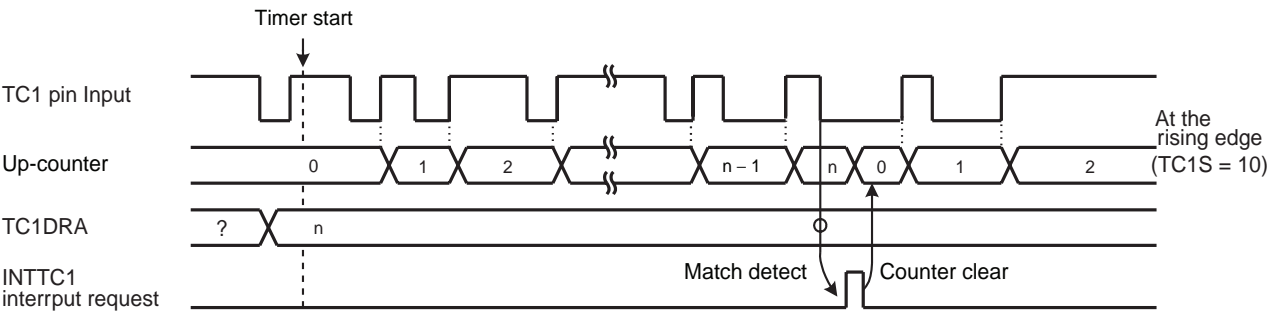 Timer start
TC1 pin Input
At the
rising edge
(TC1S = 10)
Up-counter
0
1
2
n – 1
n
0
1
2
TC1DRA
?
n
Match detect
Counter clear
INTTC1
interrput request